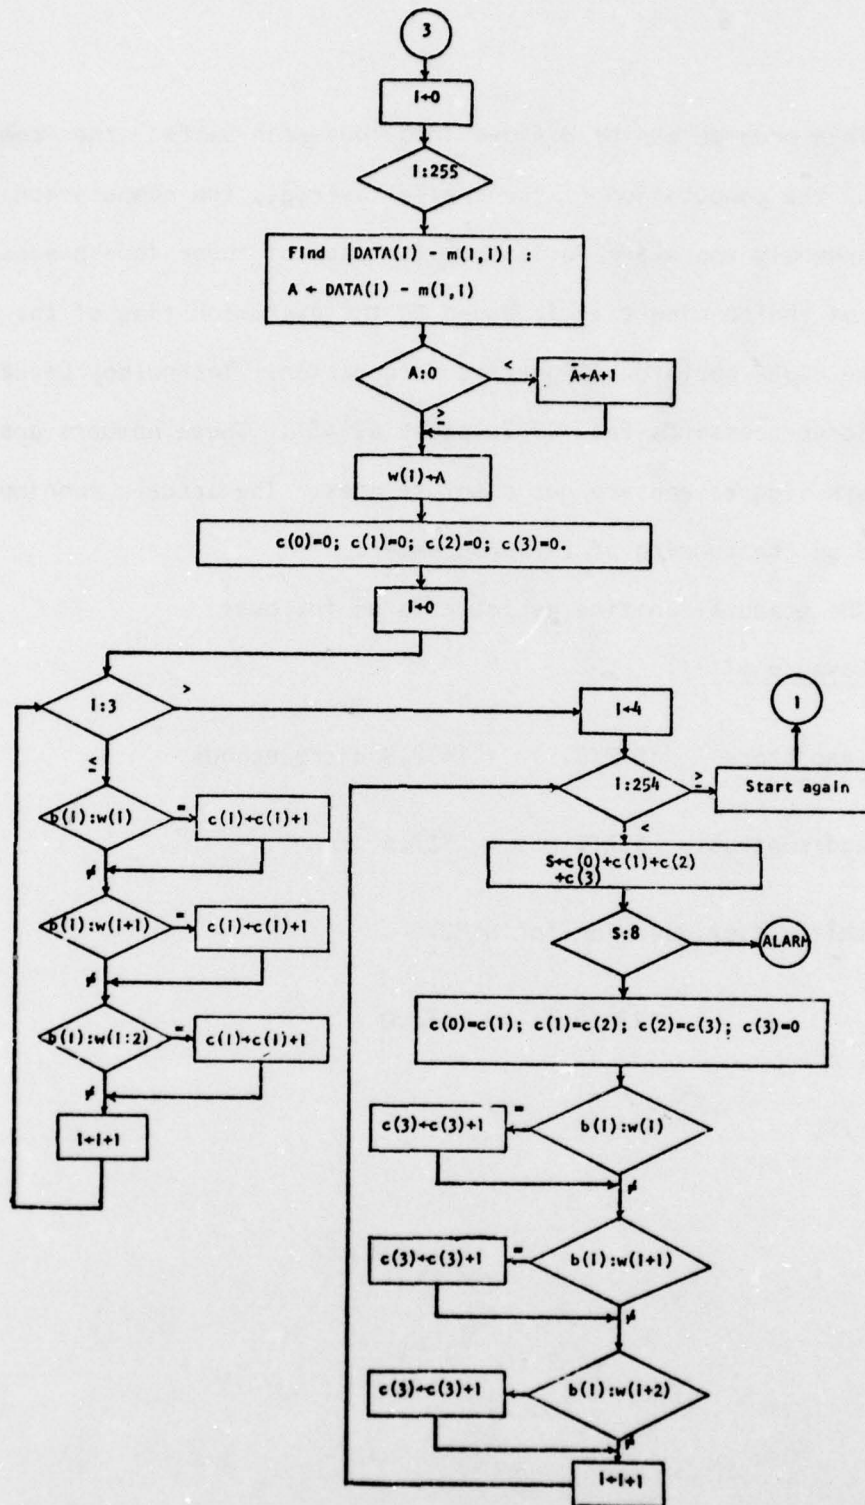 3
I←0
I:255
Find |DATA(I) - m(I,I)| :
A ← DATA(I) - m(I,I)
A:0
<
Ā+A+1
≥
w(I)←A
c(0)=0; c(1)=0; c(2)=0; c(3)=0.
I←0
I:3
>
≤
b(I):w(I)
=
c(I)←c(I)+1
≠
b(I):w(I+1)
=
c(I)←c(I)+1
≠
b(I):w(I:2)
=
c(I)←c(I)+1
≠
I←I+1
I←4
1
I:254
≥
Start again
<
S←c(0)+c(1)+c(2)
+c(3)
S:8
ALARM
c(0)=c(1); c(1)=c(2); c(2)=c(3); c(3)=0
b(I):w(I)
=
c(3)←c(3)+1
≠
b(I):w(I+1)
=
c(3)←c(3)+1
≠
b(I):w(I+2)
c(3)←c(3)+1
≠
I←I+1